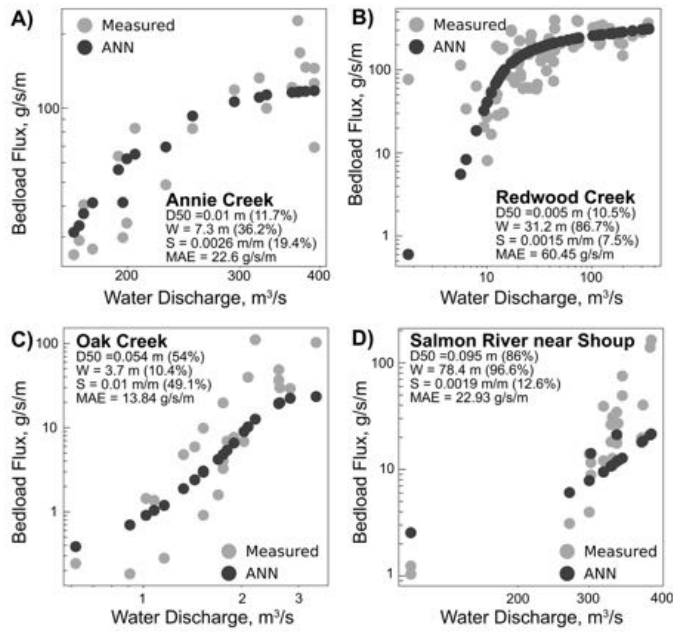 A)
Measured
ANN
Bedload Flux, g/s/m
100
Annie Creek
D50 =0.01 m (11.7%)
W = 7.3 m (36.2%)
S = 0.0026 m/m (19.4%)
MAE = 22.6 g/s/m
200
300
400
Water Discharge, m³/s
B)
Measured
ANN
Bedload Flux, g/s/m
100
10
1
Redwood Creek
D50 =0.005 m (10.5%)
W = 31.2 m (86.7%)
S = 0.0015 m/m (7.5%)
MAE = 60.45 g/s/m
10
100
Water Discharge, m³/s
C)
Oak Creek
D50 =0.054 m (54%)
W = 3.7 m (10.4%)
S = 0.01 m/m (49.1%)
MAE = 13.84 g/s/m
Bedload Flux, g/s/m
100
10
1
Measured
ANN
1
2
3
Water Discharge, m³/s
D)
Salmon River near Shoup
D50 =0.095 m (86%)
W = 78.4 m (96.6%)
S = 0.0019 m/m (12.6%)
MAE = 22.93 g/s/m
Bedload Flux, g/s/m
100
10
1
Measured
ANN
200
300
400
Water Discharge, m³/s